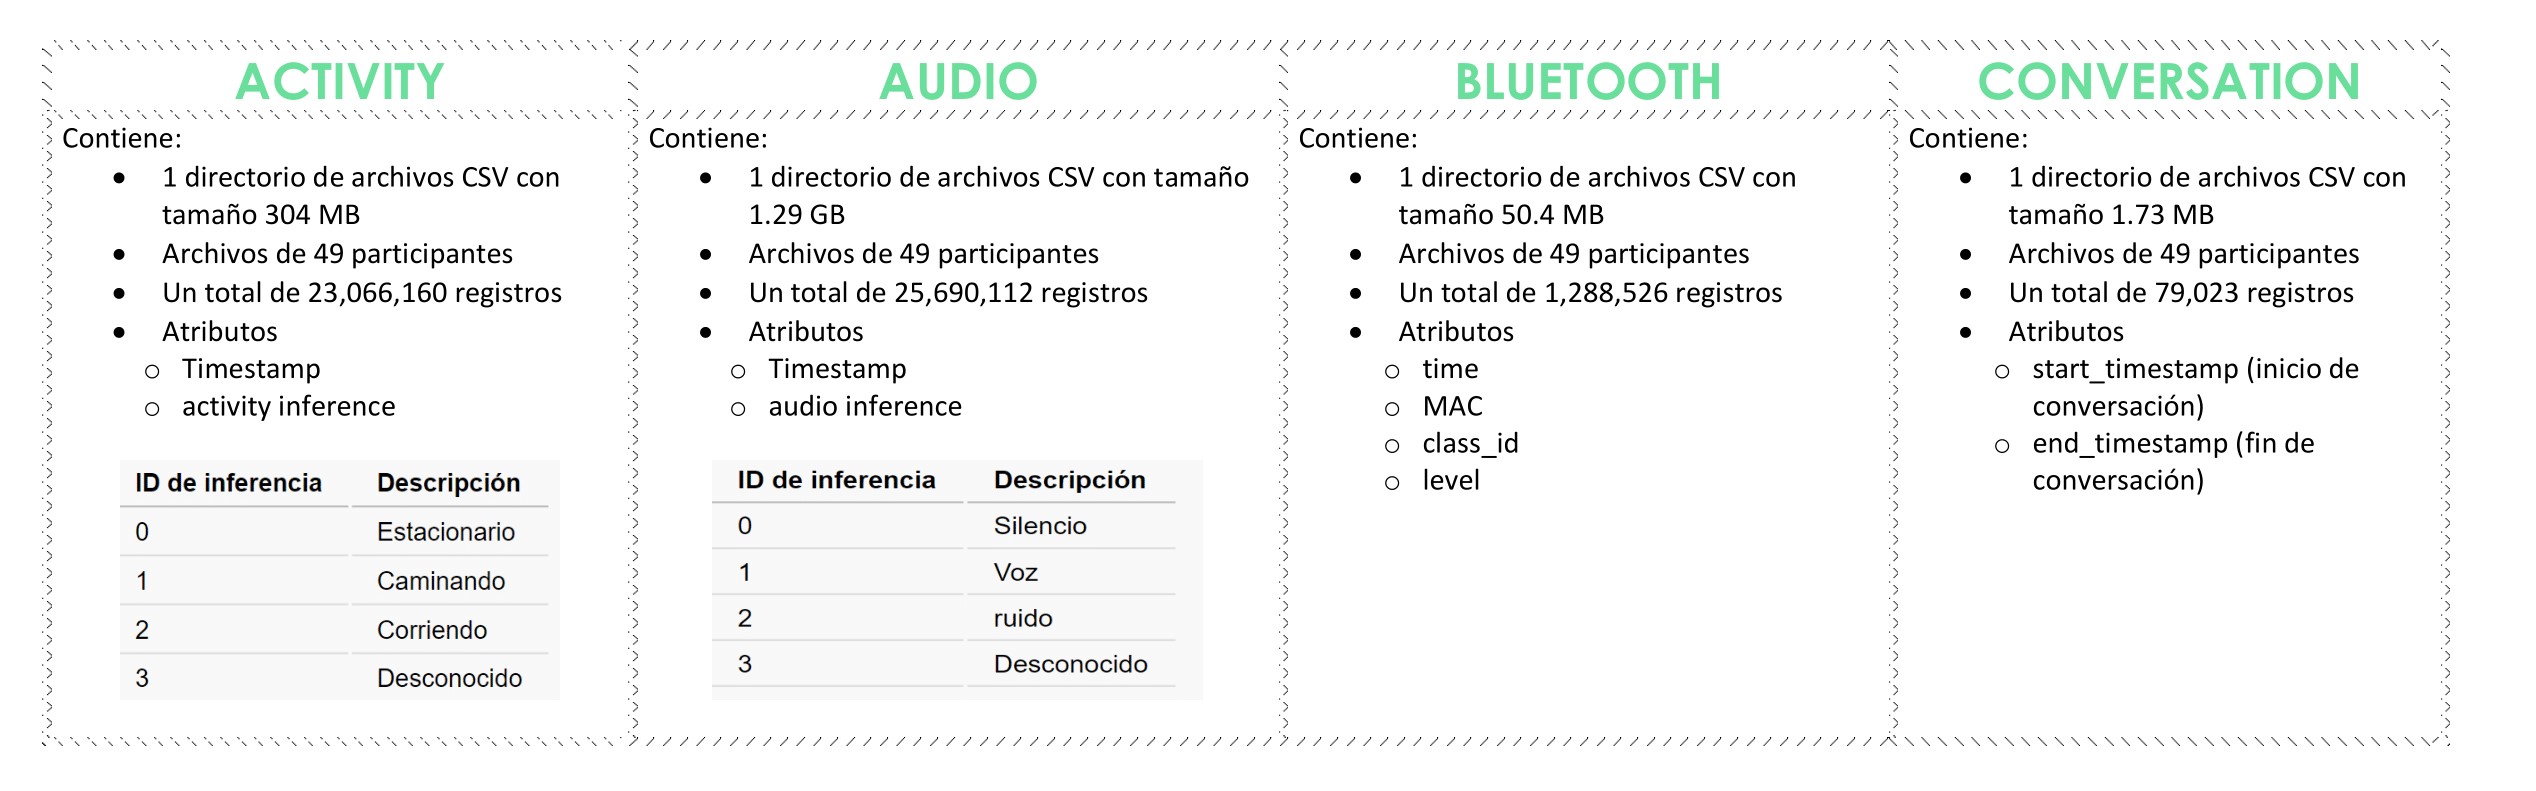 ACTIVITY
Contiene:
• 1 directorio de archivos CSV con
tamaño 304 MB
• Archivos de 49 participantes
• Un total de 23,066,160 registros
• Atributos
o Timestamp
o activity inference
ID de inferencia Descripción
0 Estacionario
1 Caminando
2 Corriendo
3 Desconocido
AUDIO
Contiene:
• 1 directorio de archivos CSV con tamaño
1.29 GB
• Archivos de 49 participantes
• Un total de 25,690,112 registros
• Atributos
o Timestamp
o audio inference
ID de inferencia Descripción
0 Silencio
1 Voz
2 ruido
3 Desconocido
BLUETOOTH
Contiene:
• 1 directorio de archivos CSV con
tamaño 50.4 MB
• Archivos de 49 participantes
• Un total de 1,288,526 registros
• Atributos
o time
o MAC
o class_id
o level
CONVERSATION
Contiene:
• 1 directorio de archivos CSV con
tamaño 1.73 MB
• Archivos de 49 participantes
• Un total de 79,023 registros
• Atributos
o start_timestamp (inicio de
conversación)
o end_timestamp (fin de
conversación)